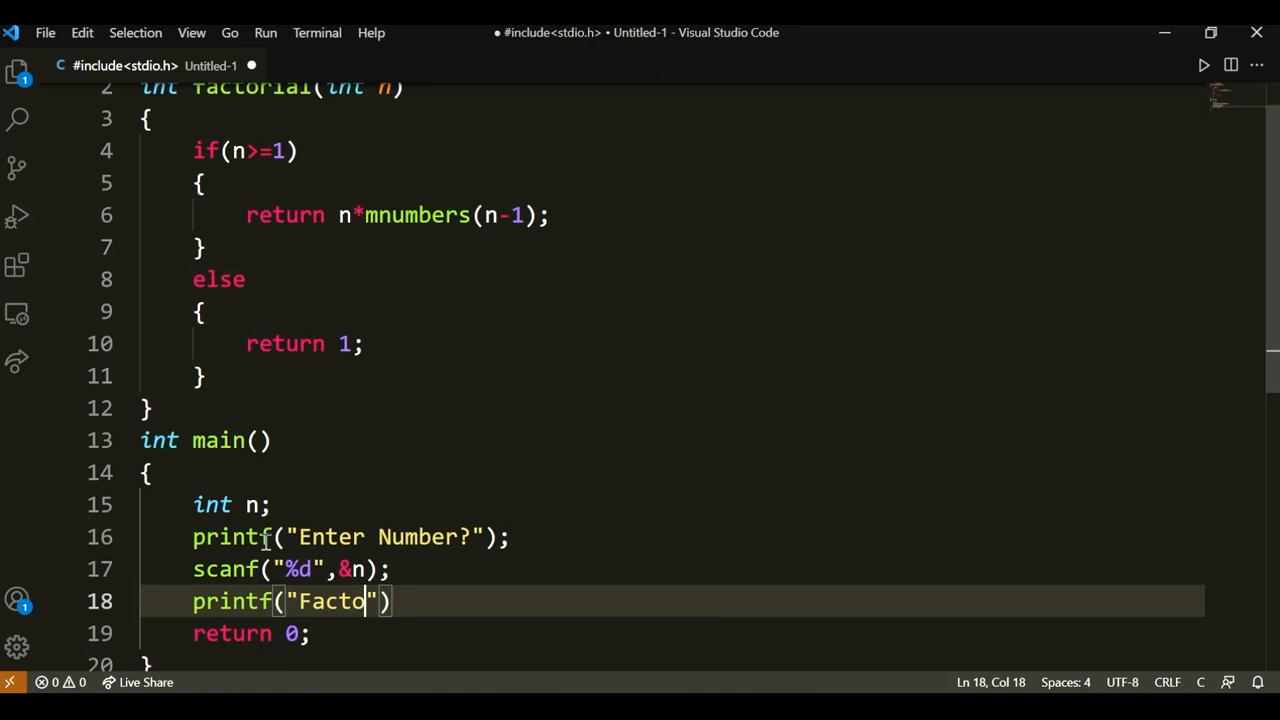 File Edit Selection View Go Run Terminal Help ● #include<stdio.h> • Untitled-1 - Visual Studio Code
1 C #include<stdio.h> Untitled-1 ●
2 int factorial(int n)
3 {
4 if(n>=1)
5 {
6 return n*mnumbers(n-1);
7 }
8 else
9 {
10 return 1;
11 }
12 }
13 int main()
14 {
15 int n;
16 printf("Enter Number?");
17 scanf("%d",&n);
18 printf("Facto")
19 return 0;
20 }
1
0 0 Live Share Ln 18, Col 18 Spaces: 4 UTF-8 CRLF C